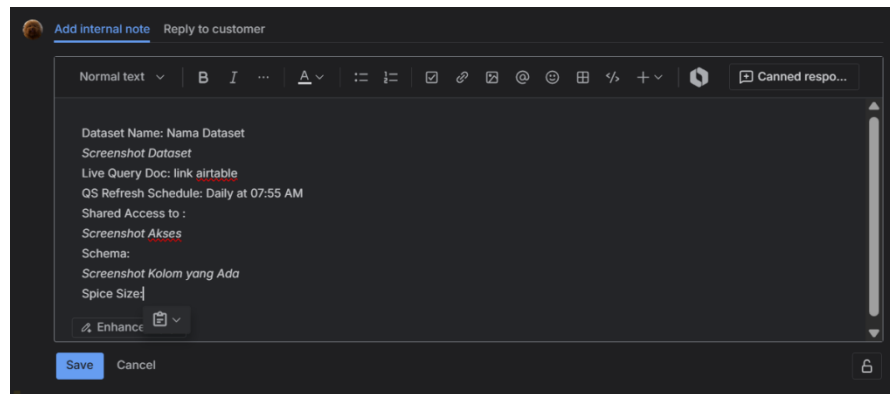 Add internal note Reply to customer
Normal text B I ... A Canned respo...
Dataset Name: Nama Dataset
Screenshot Dataset
Live Query Doc: link airtable
QS Refresh Schedule: Daily at 07:55 AM
Shared Access to :
Screenshot Akses
Schema:
Screenshot Kolom yang Ada
Spice Size:
Enhance
Save Cancel